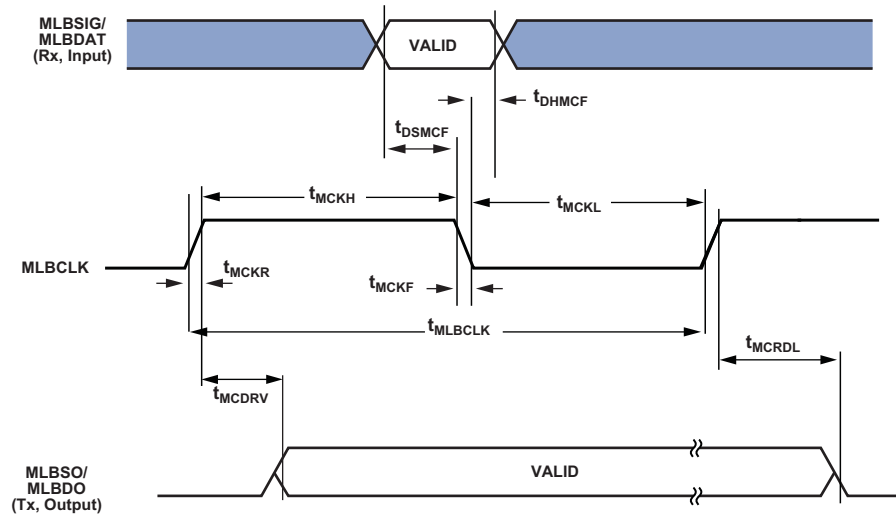 MLBSIG/
MLBDAT
(Rx, Input)
VALID
tDHMCF
tDSMCF
tMCKH
tMCKL
MLBCLK
tMCKR
tMCKF
tMLBCLK
tMCRDL
tMCDRV
MLBSO/
MLBDO
(Tx, Output)
VALID